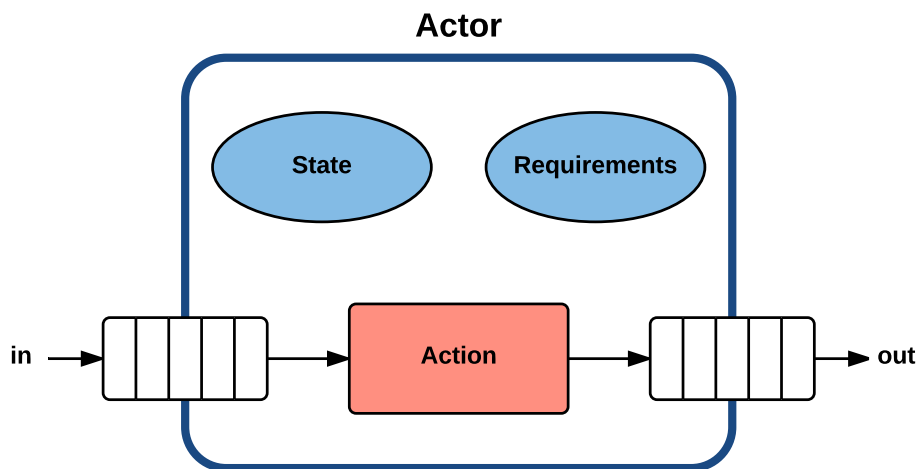 Actor
State
Requirements
in
Action
out